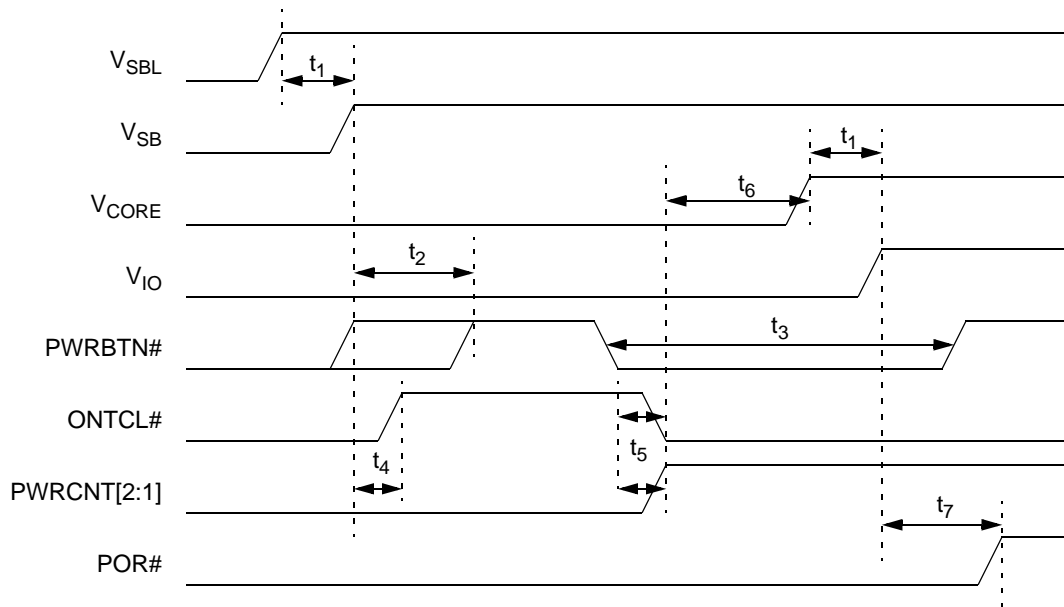 V_SBL
t_1
V_SB
t_1
V_CORE
t_6
V_IO
t_2
PWRBTN#
t_3
ONTCL#
t_4
t_5
PWRCNT[2:1]
t_7
POR#